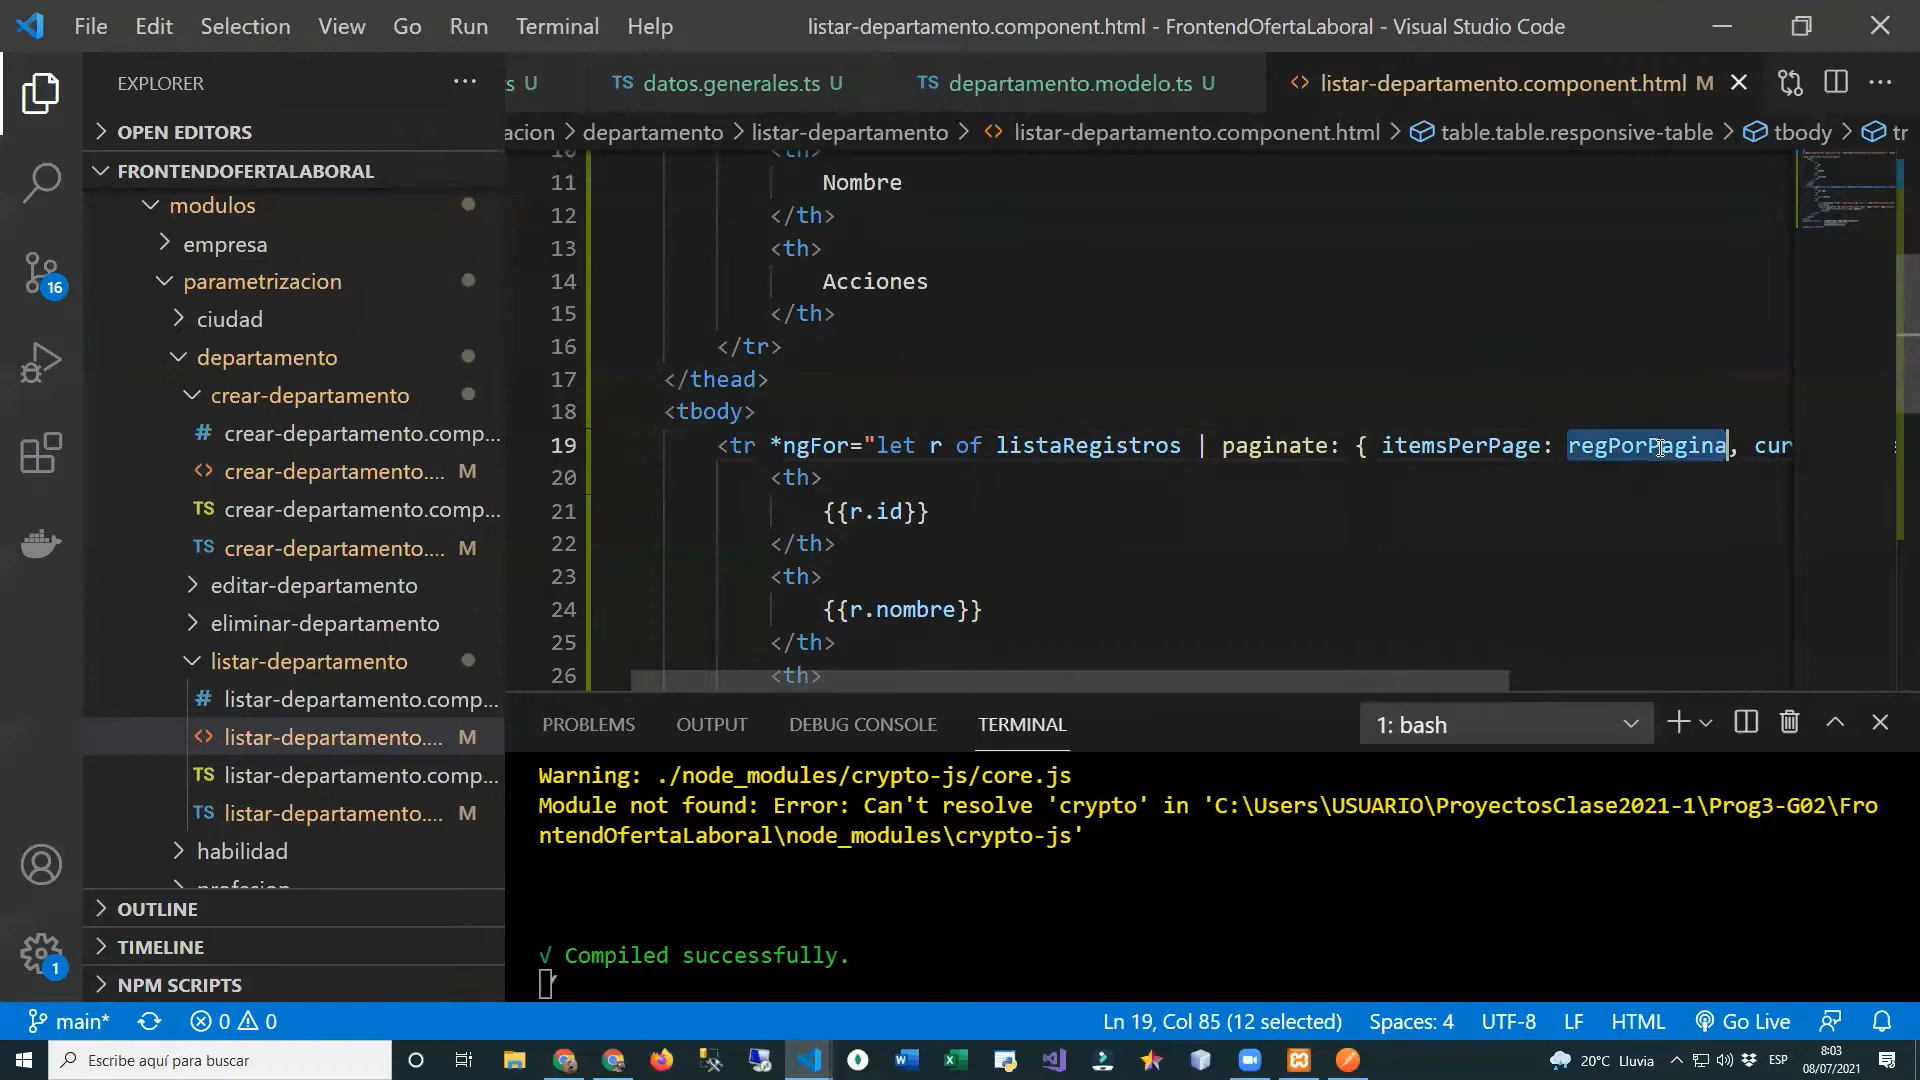 File Edit Selection View Go Run Terminal Help listar-departamento.component.html - FrontendOfertaLaboral - Visual Studio Code
EXPLORER
s U TS datos.generales.ts U TS departamento.modelo.ts U <> listar-departamento.component.html M
OPEN EDITORS
acion > departamento > listar-departamento > <> listar-departamento.component.html > table.table.responsive-table > tbody > tr
FRONTENDOFERTALABORAL
modulos
empresa
parametrizacion
ciudad
departamento
crear-departamento
# crear-departamento.comp...
<> crear-departamento.... M
TS crear-departamento.comp...
TS crear-departamento.... M
editar-departamento
eliminar-departamento
listar-departamento
# listar-departamento.comp...
<> listar-departamento.... M
TS listar-departamento.comp...
TS listar-departamento.... M
habilidad
profesion
OUTLINE
TIMELINE
NPM SCRIPTS
16
1
10 <th>
11 Nombre
12 </th>
13 <th>
14 Acciones
15 </th>
16 </tr>
17 </thead>
18 <tbody>
19 <tr *ngFor="let r of listaRegistros | paginate: { itemsPerPage: regPorPagina, cur
20 <th>
21 {{r.id}}
22 </th>
23 <th>
24 {{r.nombre}}
25 </th>
26 <th>
PROBLEMS OUTPUT DEBUG CONSOLE TERMINAL 1: bash
Warning: ./node_modules/crypto-js/core.js
Module not found: Error: Can't resolve 'crypto' in 'C:\Users\USUARIO\ProyectosClase2021-1\Prog3-G02\Fro
ntendOfertaLaboral\node_modules\crypto-js'
√ Compiled successfully.
main* 0 0 Ln 19, Col 85 (12 selected) Spaces: 4 UTF-8 LF HTML Go Live
Escribe aquí para buscar 20°C Lluvia ESP 8:03
08/07/2021